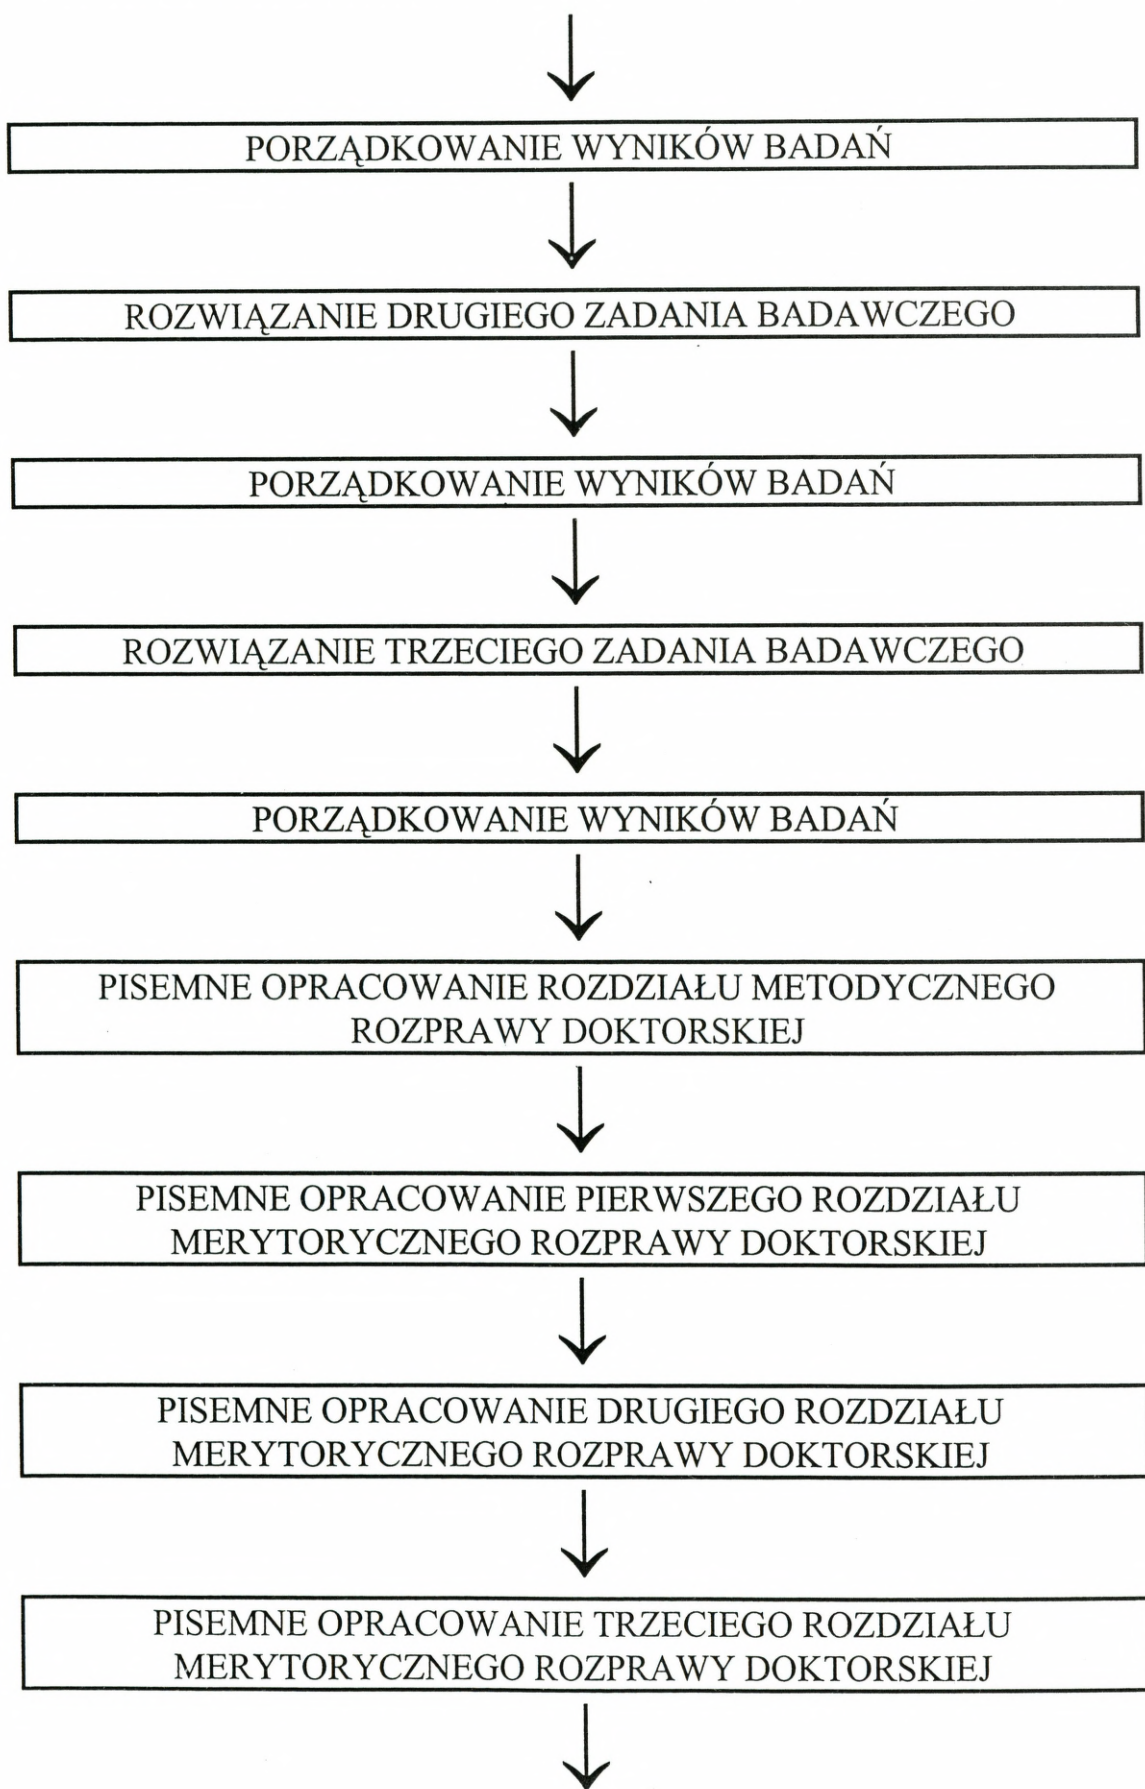 PORZĄDKOWANIE WYNIKÓW BADAŃ
ROZWIĄZANIE DRUGIEGO ZADANIA BADAWCZEGO
PORZĄDKOWANIE WYNIKÓW BADAŃ
ROZWIĄZANIE TRZECIEGO ZADANIA BADAWCZEGO
PORZĄDKOWANIE WYNIKÓW BADAŃ
PISEMNE OPRACOWANIE ROZDZIAŁU METODYCZNEGO
ROZPRAWY DOKTORSKIEJ
PISEMNE OPRACOWANIE PIERWSZEGO ROZDZIAŁU
MERYTORYCZNEGO ROZPRAWY DOKTORSKIEJ
PISEMNE OPRACOWANIE DRUGIEGO ROZDZIAŁU
MERYTORYCZNEGO ROZPRAWY DOKTORSKIEJ
PISEMNE OPRACOWANIE TRZECIEGO ROZDZIAŁU
MERYTORYCZNEGO ROZPRAWY DOKTORSKIEJ